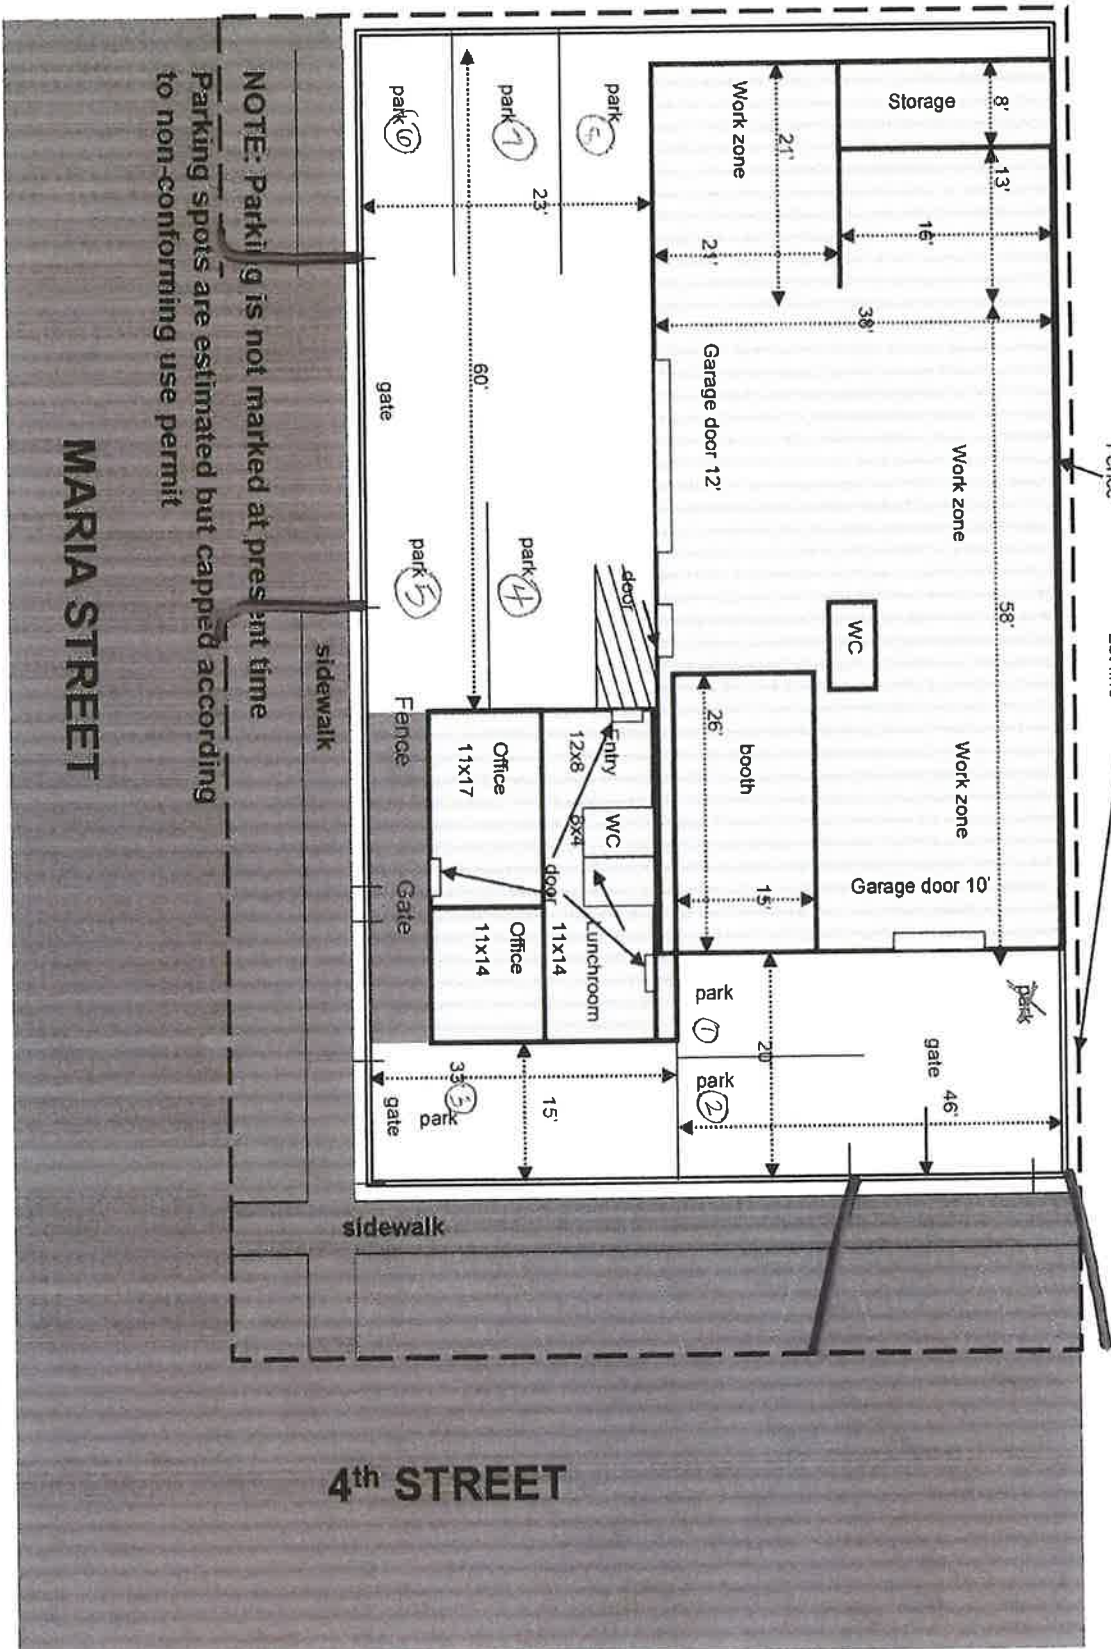 Storage
8'
13'
16'
Work zone
21'
21'
38'
Garage door 12'
Work zone
58'
WC
Work zone
Garage door 10'
booth
26'
15'
park
park
park
7
park
6
23'
60'
gate
door
park
4
park
5
Entry
12x8
WC
8x4
door
Lunchroom
11x14
Office
11x17
Office
11x14
Fence
Gate
park
gate
46'
park
1
park
2
20'
33'
3
park
gate
15'
sidewalk
sidewalk
NOTE: Parking is not marked at present time
Parking spots are estimated but capped according
to non-conforming use permit
MARIA STREET
4th STREET